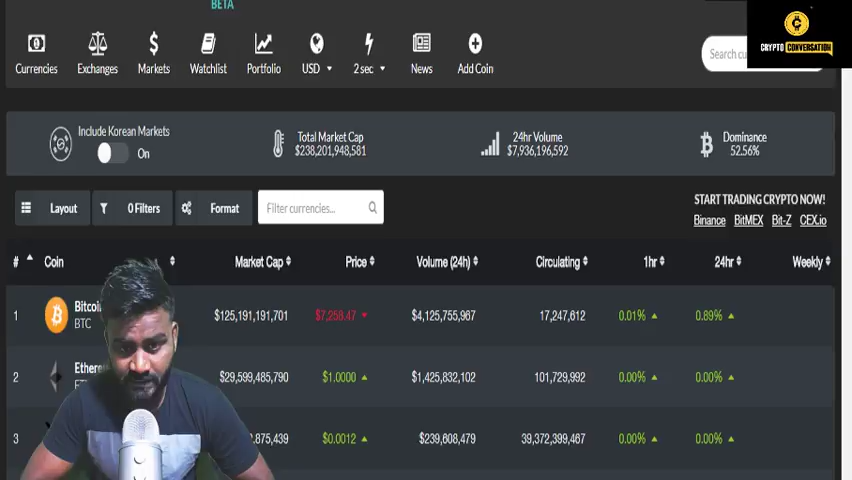 BETA
CRYPTO CONVERSATION
Currencies Exchanges Markets Watchlist Portfolio USD 2 sec News Add Coin
Search
Include Korean Markets
On
Total Market Cap
$238,201,948,581
24hr Volume
$7,936,196,592
Dominance
52.56%
Layout 0 Filters Format Filter currencies...
START TRADING CRYPTO NOW!
Binance BitMEX Bit-Z CEX.io
# Coin Market Cap Price Volume (24h) Circulating 1hr 24hr Weekly
1 BTC $125,191,191,701 $7,258.47 $4,125,755,967 17,247,612 0.01% 0.89%
2 $29,599,485,790 $1.0000 $1,425,832,102 101,729,992 0.00% 0.00%
3 $0.0012 $239,608,479 39,372,399,467 0.00% 0.00%